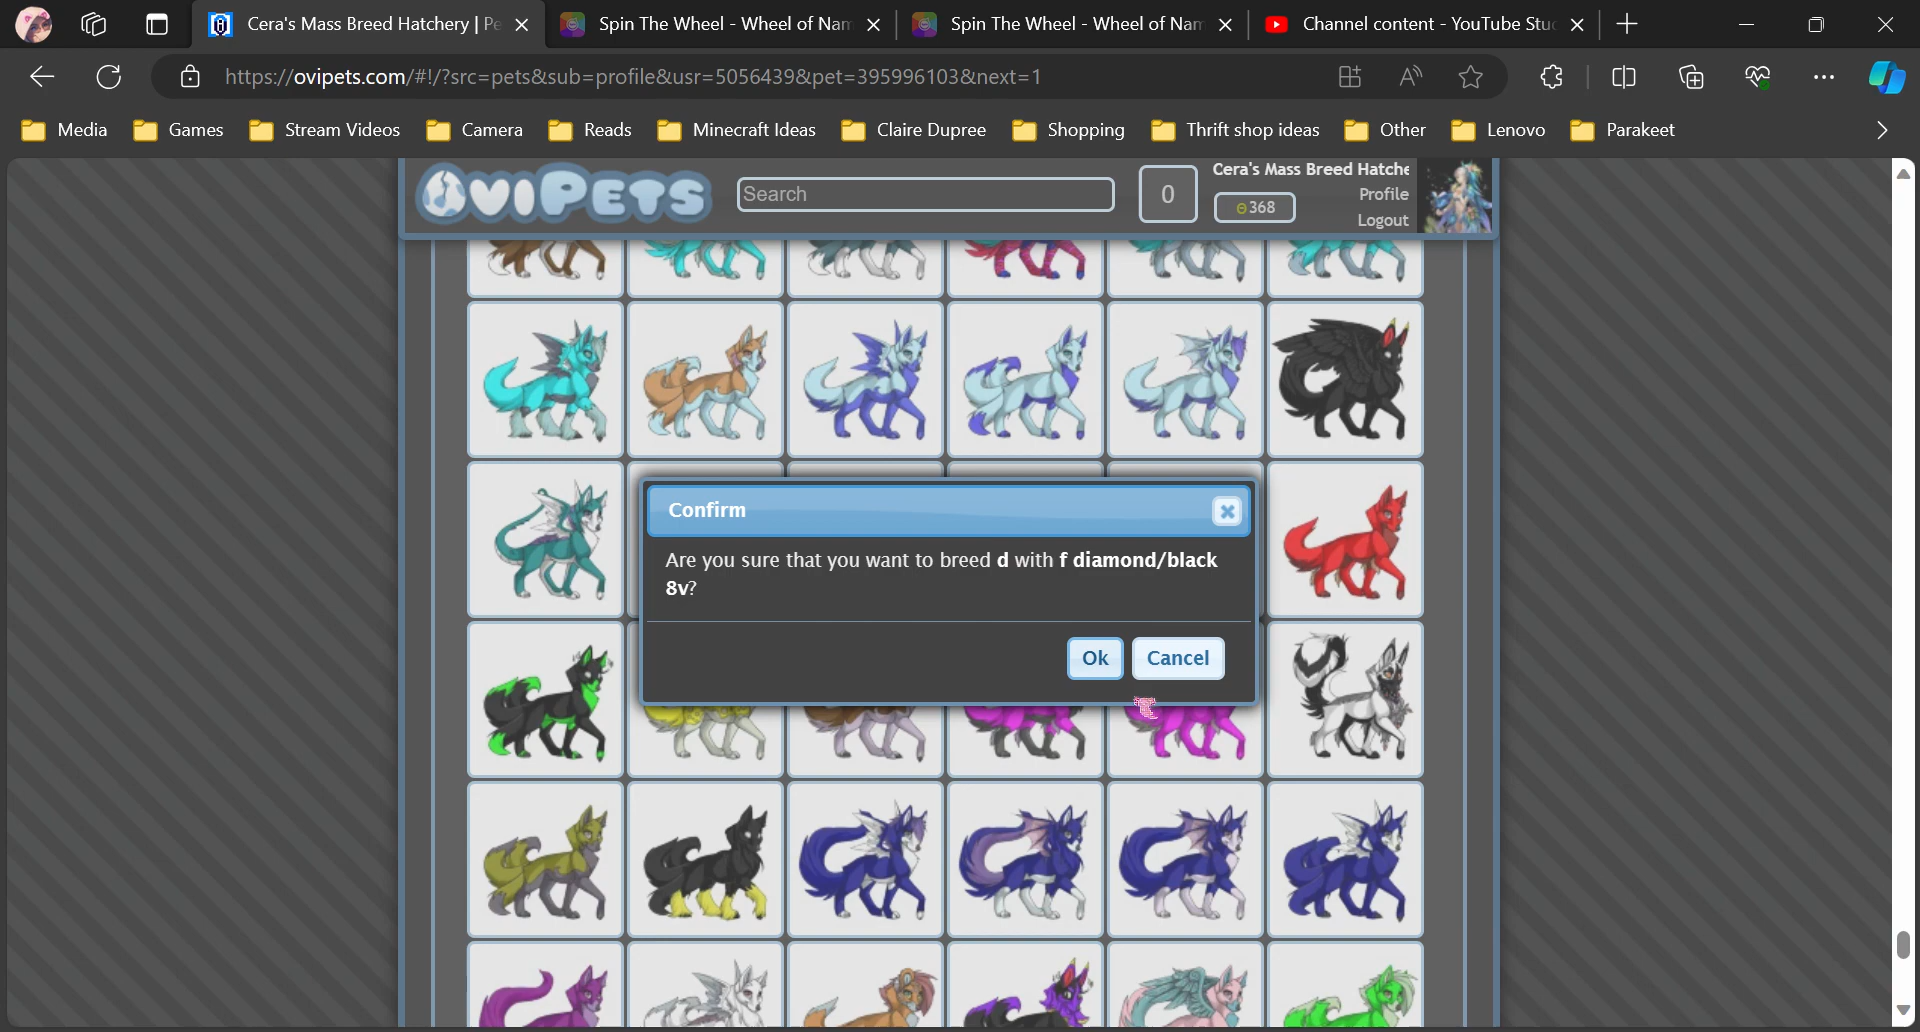 Cera's Mass Breed Hatchery | Pe
Spin The Wheel - Wheel of Nam
Spin The Wheel - Wheel of Nam
Channel content - YouTube Stud
https://ovipets.com/#!/?src=pets&sub=profile&usr=5056439&pet=395996103&next=1
Media
Games
Stream Videos
Camera
Reads
Minecraft Ideas
Claire Dupree
Shopping
Thrift shop ideas
Other
Lenovo
Parakeet
OviPets
Search
0
Cera's Mass Breed Hatche
368
Profile
Logout
Confirm
Are you sure that you want to breed d with f diamond/black
8v?
Ok
Cancel